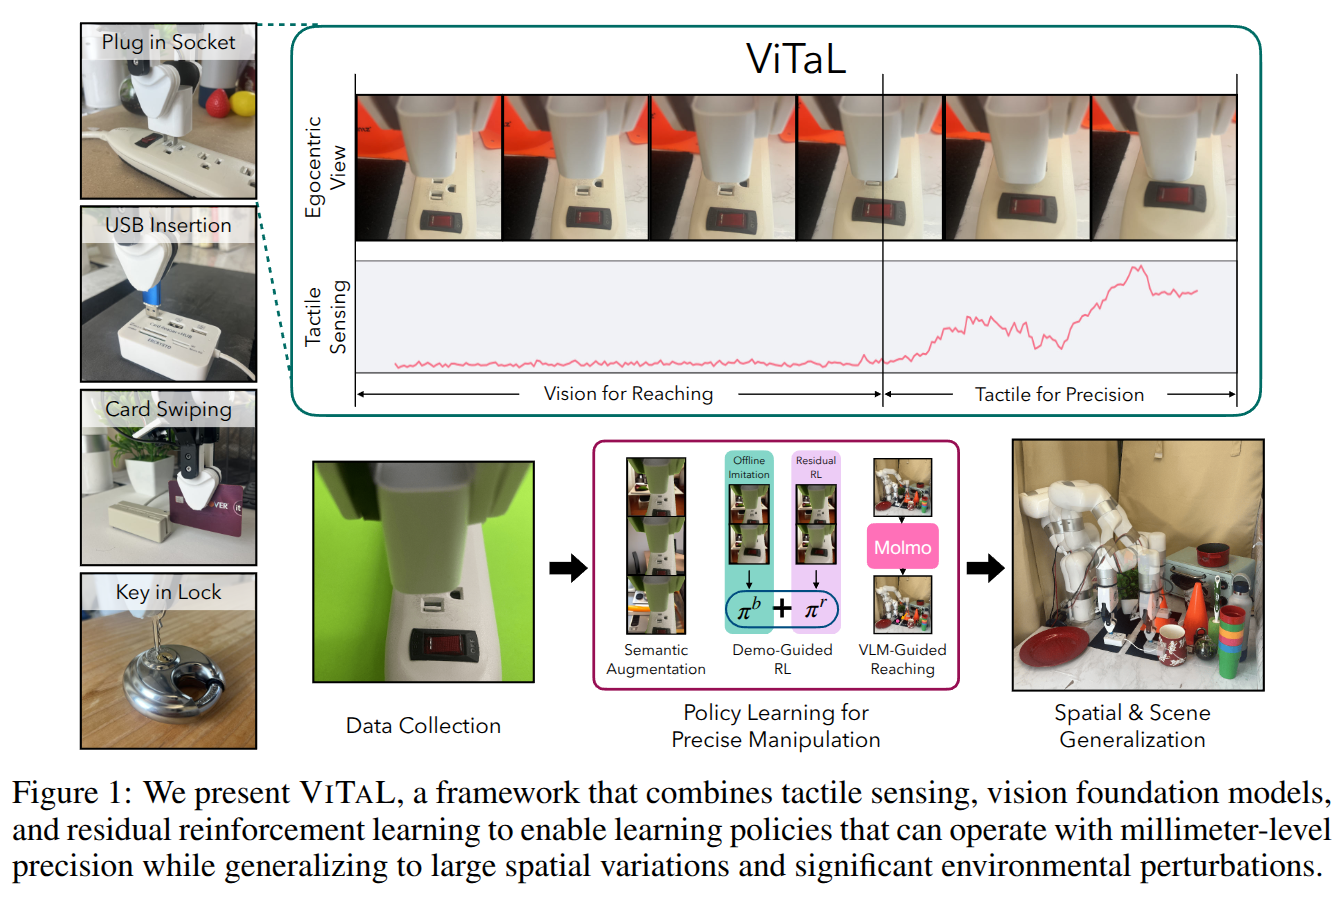 Plug in Socket
USB Insertion
Card Swiping
Key in Lock
ViTaL
Egocentric
View
Tactile
Sensing
Vision for Reaching
Tactile for Precision
Data Collection
Offline
Imitation
Residual
RL
πᵇ + πʳ
Molmo
Semantic
Augmentation
Demo-Guided
RL
VLM-Guided
Reaching
Policy Learning for
Precise Manipulation
Spatial & Scene
Generalization
Figure 1: We present VITAL, a framework that combines tactile sensing, vision foundation models,
and residual reinforcement learning to enable learning policies that can operate with millimeter-level
precision while generalizing to large spatial variations and significant environmental perturbations.